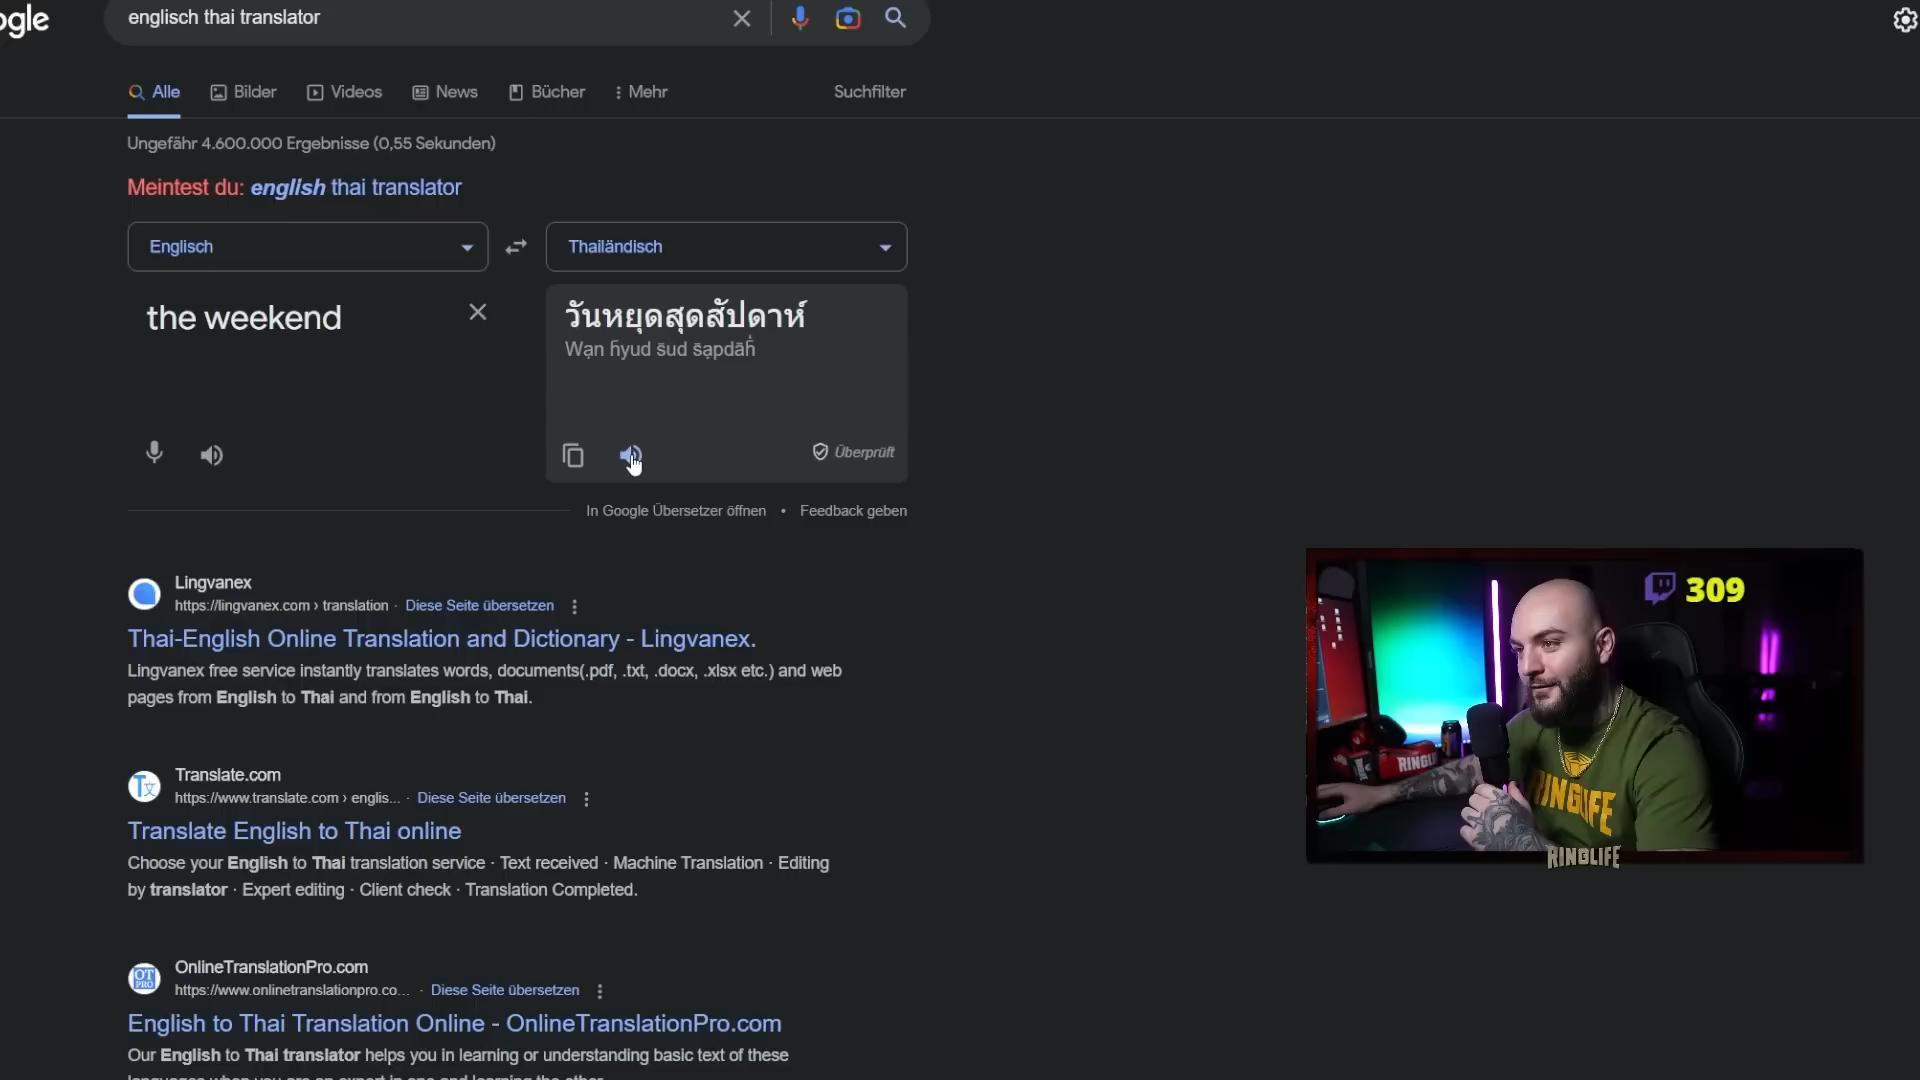 ogle
englisch thai translator
Alle
Bilder
Videos
News
Bücher
Mehr
Suchfilter
Ungefähr 4.600.000 Ergebnisse (0,55 Sekunden)
Meintest du: english thai translator
Englisch
Thailändisch
the weekend
วันหยุดสุดสัปดาห์
Wạn h̄yud s̄ud s̄ạpdāh̄̒
Überprüft
In Google Übersetzer öffnen • Feedback geben
Lingvanex
https://lingvanex.com › translation · Diese Seite übersetzen
Thai-English Online Translation and Dictionary - Lingvanex.
Lingvanex free service instantly translates words, documents(.pdf, .txt, .docx, .xlsx etc.) and web
pages from English to Thai and from English to Thai.
Translate.com
https://www.translate.com › englis... · Diese Seite übersetzen
Translate English to Thai online
Choose your English to Thai translation service · Text received · Machine Translation · Editing
by translator · Expert editing · Client check · Translation Completed.
OT
PRO
OnlineTranslationPro.com
https://www.onlinetranslationpro.co... · Diese Seite übersetzen
English to Thai Translation Online - OnlineTranslationPro.com
Our English to Thai translator helps you in learning or understanding basic text of these
309
RINGL
RINGLIFE
RINGLIFE